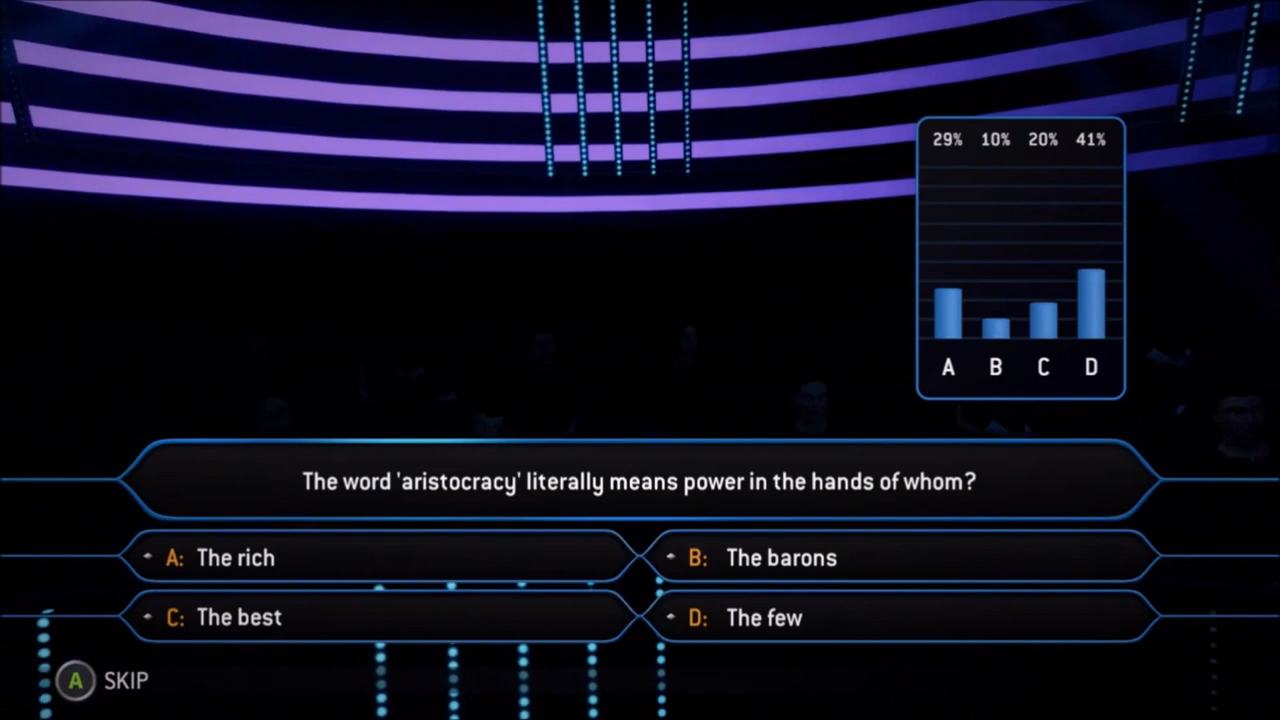 29% 10% 20% 41%
A B C D
The word 'aristocracy' literally means power in the hands of whom?
A: The rich
B: The barons
C: The best
D: The few
A SKIP